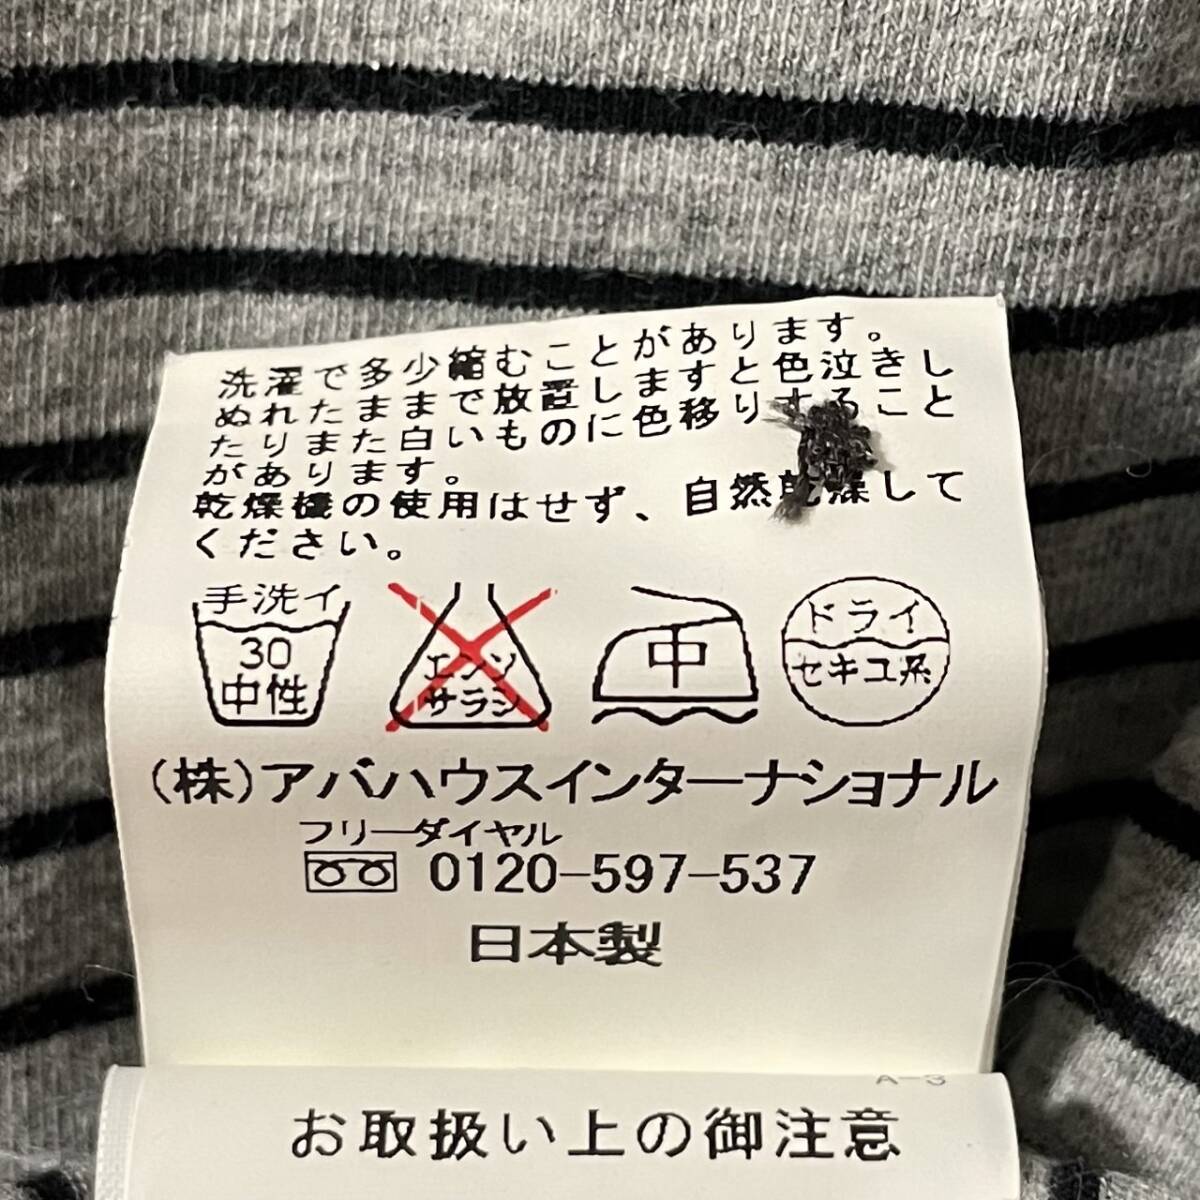 洗濯で多少縮むことがあります。
ぬれたままで放置しますと色泣きし
たりまた白いものに色移りすること
があります。
乾燥機の使用はせず、自然乾燥して
ください。
手洗イ
30
中性
エンソ
サラシ
中
ドライ
セキユ系
(株)アバハウスインターナショナル
フリーダイヤル
0120-597-537
日本製
A-3
お取扱い上の御注意